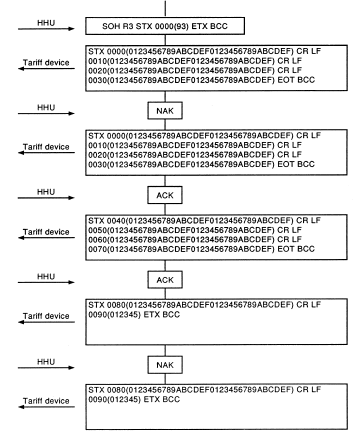 HHU
SOH R3 STX 0000(93) ETX BCC
Tariff device
STX 0000(0123456789ABCDEF0123456789ABCDEF) CR LF
0010(0123456789ABCDEF0123456789ABCDEF) CR LF
0020(0123456789ABCDEF0123456789ABCDEF) CR LF
0030(0123456789ABCDEF0123456789ABCDEF) EOT BCC
HHU
NAK
Tariff device
STX 0000(0123456789ABCDEF0123456789ABCDEF) CR LF
0010(0123456789ABCDEF0123456789ABCDEF) CR LF
0020(0123456789ABCDEF0123456789ABCDEF) CR LF
0030(0123456789ABCDEF0123456789ABCDEF) EOT BCC
HHU
ACK
Tariff device
STX 0040(0123456789ABCDEF0123456789ABCDEF) CR LF
0050(0123456789ABCDEF0123456789ABCDEF) CR LF
0060(0123456789ABCDEF0123456789ABCDEF) CR LF
0070(0123456789ABCDEF0123456789ABCDEF) EOT BCC
HHU
ACK
Tariff device
STX 0080(0123456789ABCDEF0123456789ABCDEF) CR LF
0090(012345) ETX BCC
HHU
NAK
Tariff device
STX 0080(0123456789ABCDEF0123456789ABCDEF) CR LF
0090(012345) ETX BCC